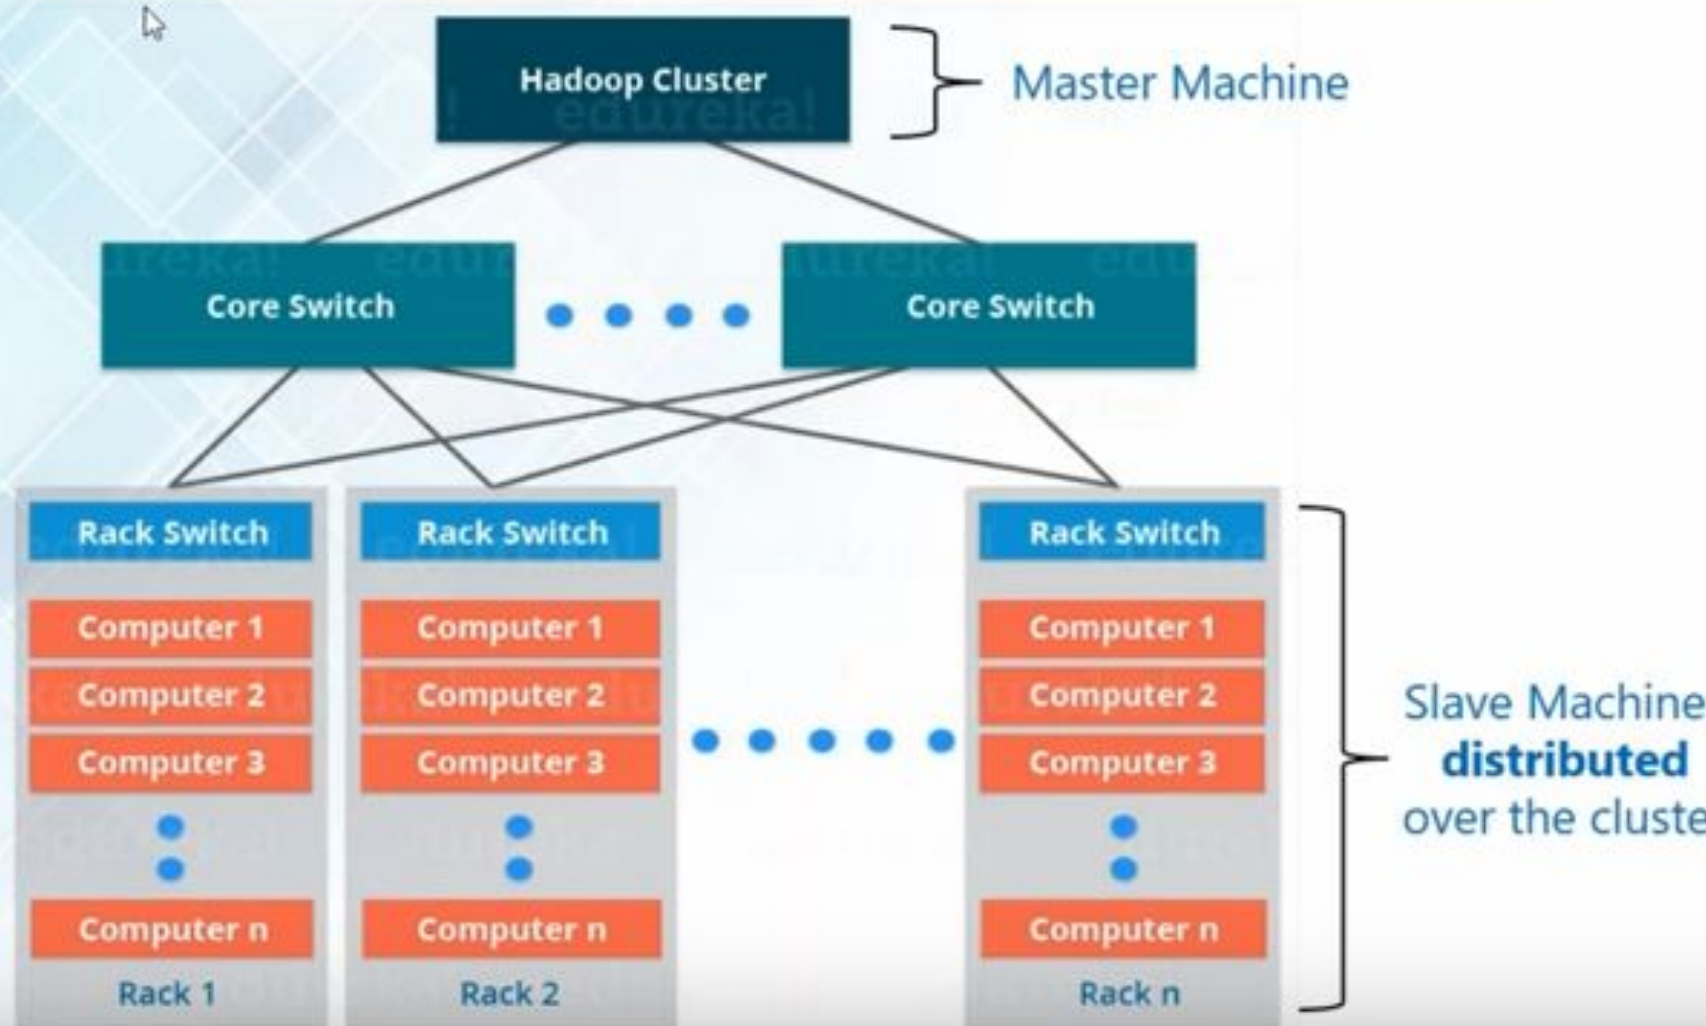 Hadoop Cluster
edureka!
Master Machine
Core Switch
Core Switch
Rack Switch
Computer 1
Computer 2
Computer 3
Computer n
Rack 1
Rack Switch
Computer 1
Computer 2
Computer 3
Computer n
Rack 2
Rack Switch
Computer 1
Computer 2
Computer 3
Computer n
Rack n
Slave Machine
distributed
over the cluste